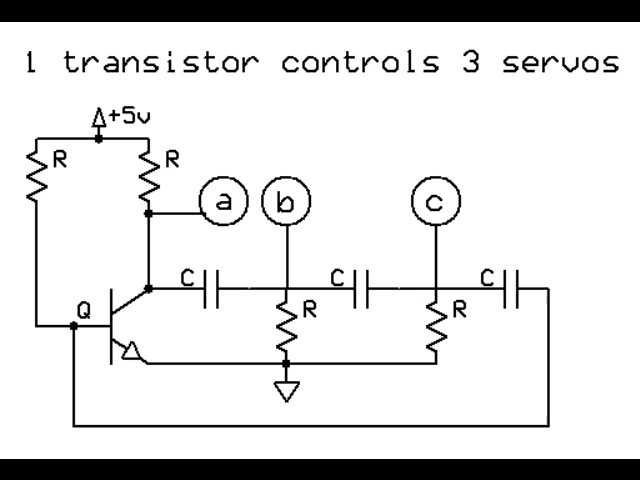 1 transistor controls 3 servos
+5v
R R
a b c
C C C
Q R R